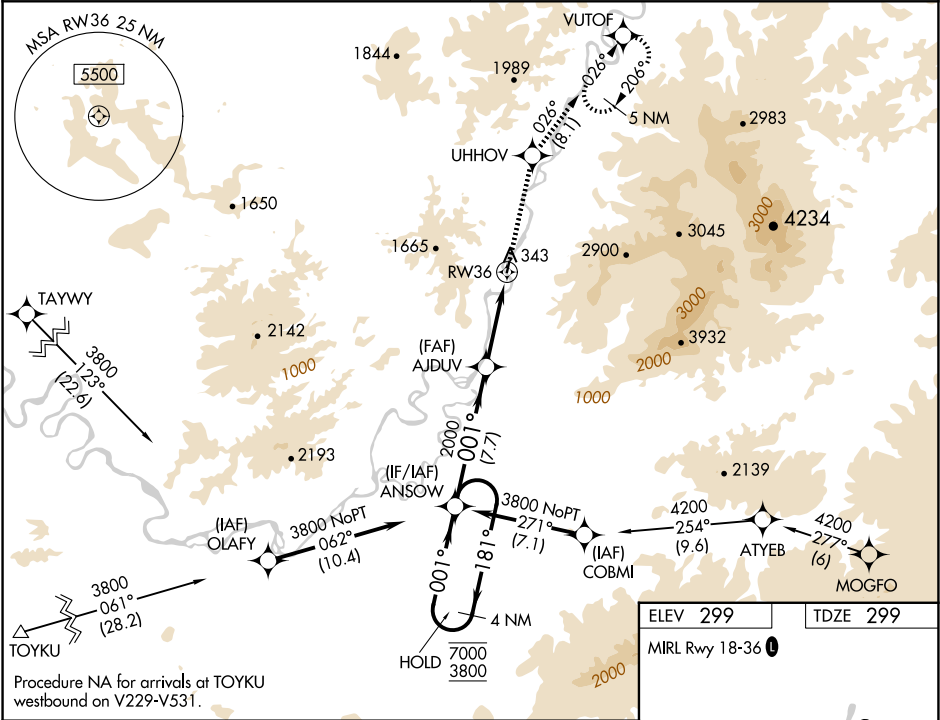 MSA RW36 25 NM
5500
1844
1989
VUTOF
026°
206°
5 NM
026°
(8.1)
UHHOV
2983
3000
4234
1650
1665
RW36
343
2900
3045
3000
3932
2000
1000
TAYWY
3800
123°
(22.6)
2142
1000
(FAF)
AJDUV
2000
001°
(7.7)
2193
(IF/IAF)
ANSOW
2139
(IAF)
OLAFY
3800 NoPT
062°
(10.4)
3800 NoPT
271°
(7.1)
(IAF)
COBMI
4200
254°
(9.6)
ATYEB
4200
277°
(6)
MOGFO
001°
181°
3800
061°
(28.2)
TOYKU
4 NM
HOLD
7000
3800
2000
Procedure NA for arrivals at TOYKU
westbound on V229-V531.
ELEV 299
TDZE 299
MIRL Rwy 18-36 L